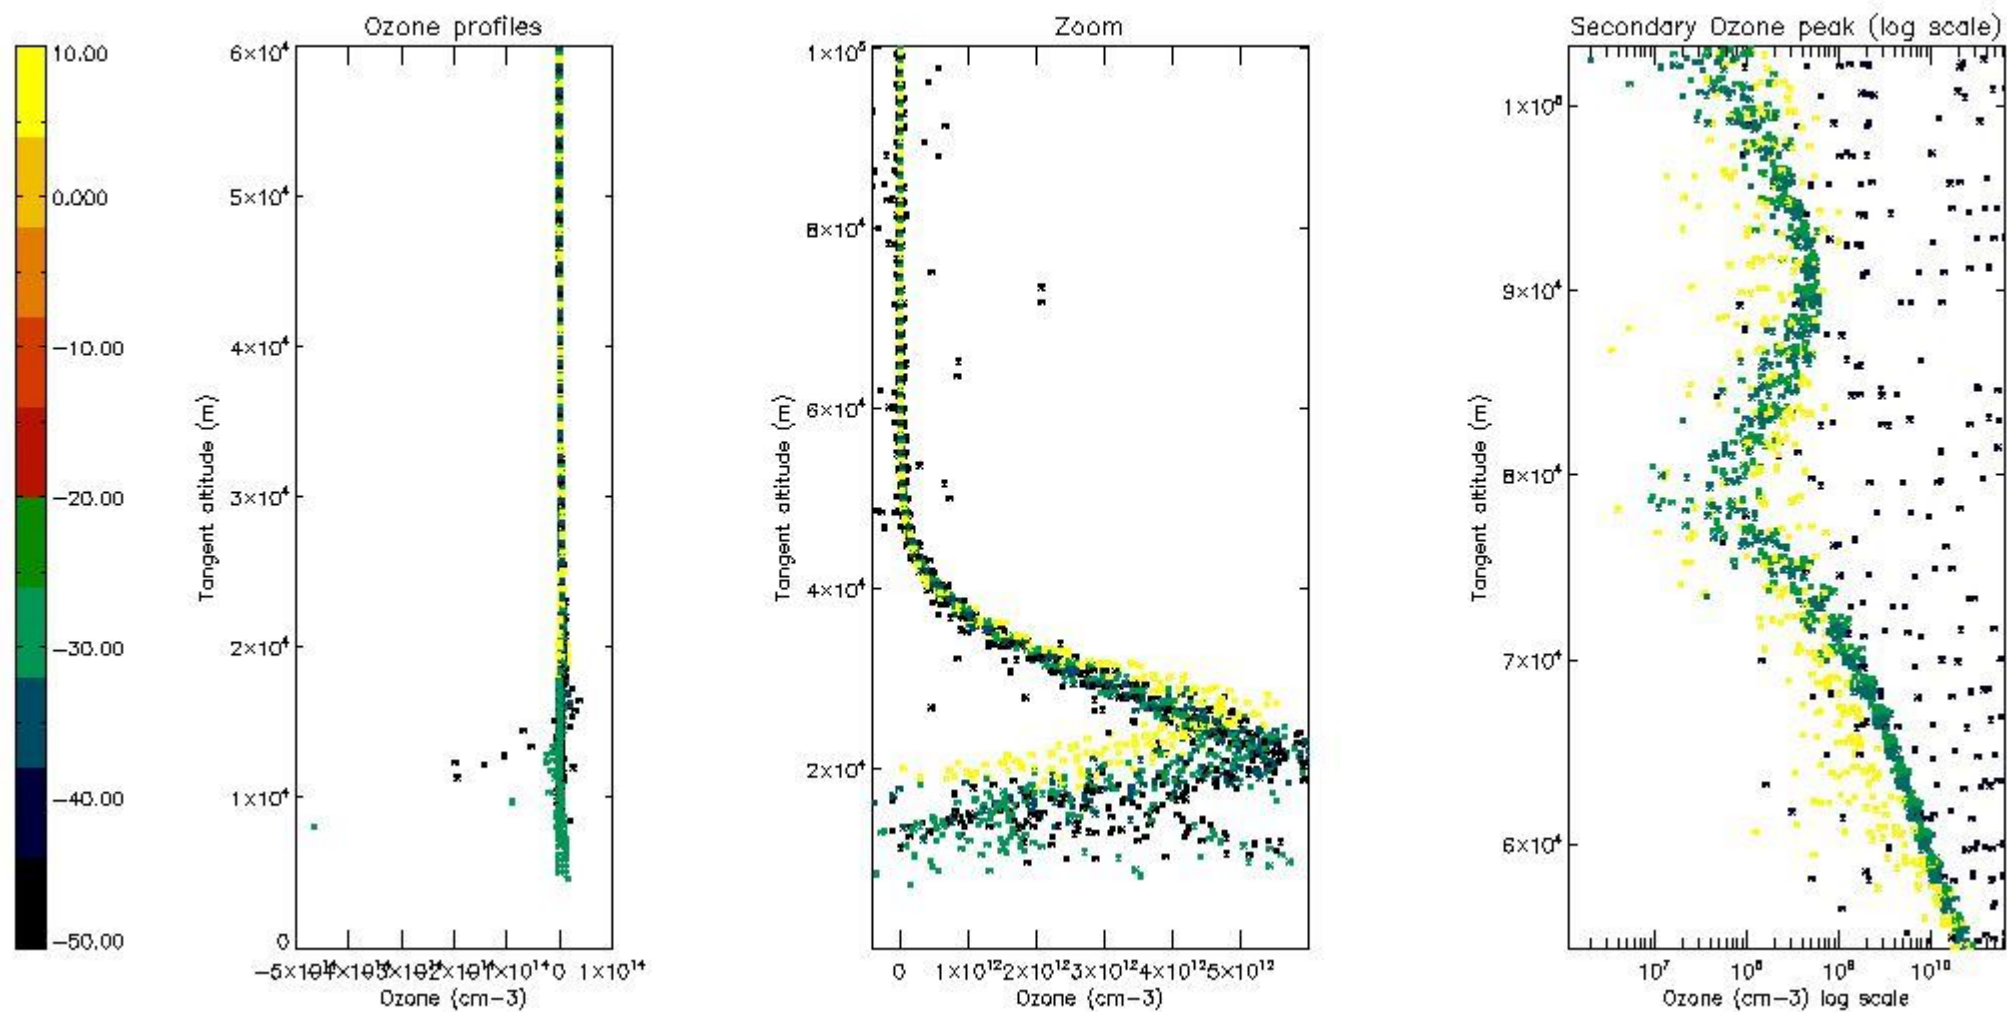 Ozone profiles
Zoom
Secondary Ozone peak (log scale)
10.00
0.000
−10.00
−20.00
−30.00
−40.00
−50.00
6×10⁴
5×10⁴
4×10⁴
3×10⁴
2×10⁴
1×10⁴
0
Tangent altitude (m)
0 1×10¹⁴
Ozone (cm−3)
1×10⁵
8×10⁴
6×10⁴
4×10⁴
2×10⁴
Tangent altitude (m)
0 1×10¹² 2×10¹² 3×10¹² 4×10¹² 5×10¹²
Ozone (cm−3)
9×10⁴
8×10⁴
7×10⁴
6×10⁴
Tangent altitude (m)
10⁷ 10⁸ 10⁹ 10¹⁰
Ozone (cm−3) log scale